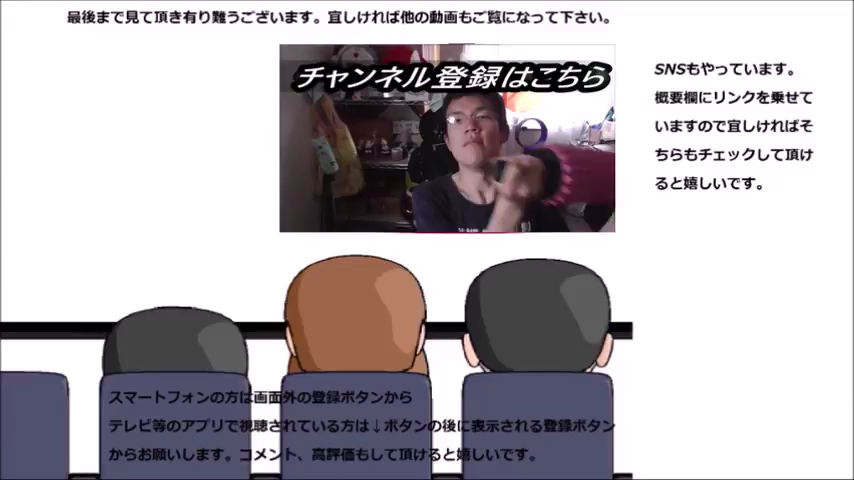 最後まで見て頂き有り難うございます。宜しければ他の動画もご覧になって下さい。
チャンネル登録はこちら
SNSもやっています。
概要欄にリンクを乗せて
いますので宜しければそ
ちらもチェックして頂け
ると嬉しいです。
スマートフォンの方は画面外の登録ボタンから
テレビ等のアプリで視聴されている方は↓ボタンの後に表示される登録ボタン
からお願いします。コメント、高評価もして頂けると嬉しいです。